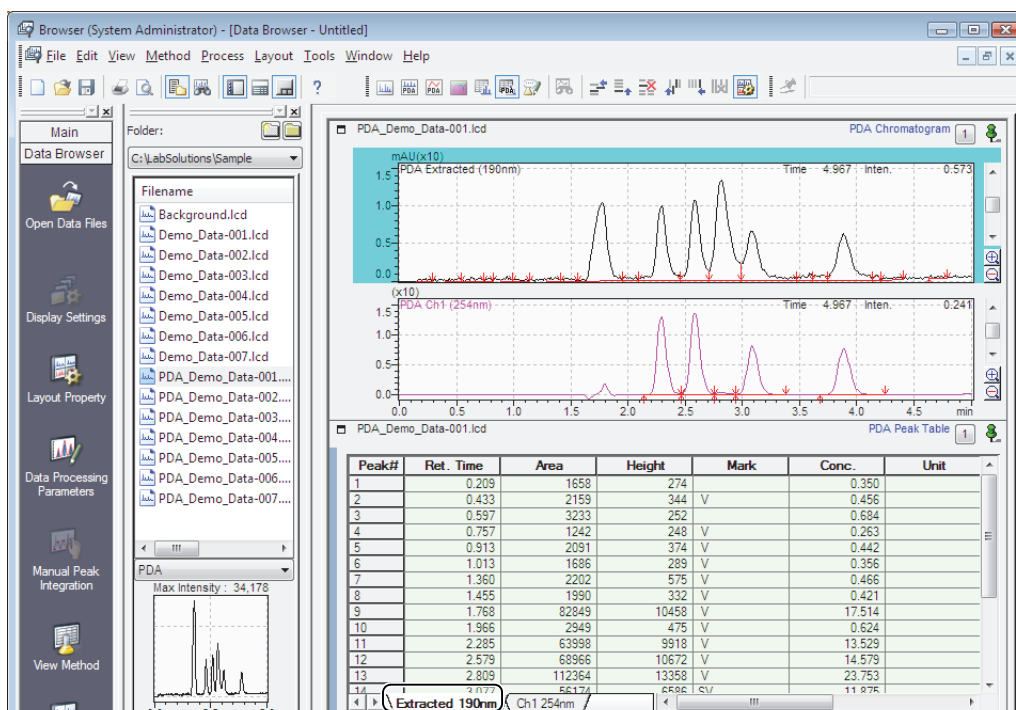 Browser (System Administrator) - [Data Browser - Untitled]
File Edit View Method Process Layout Tools Window Help
Main
Data Browser
Open Data Files
Display Settings
Layout Property
Data Processing
Parameters
Manual Peak
Integration
View Method
Folder:
C:\LabSolutions\Sample
Filename
Background.lcd
Demo_Data-001.lcd
Demo_Data-002.lcd
Demo_Data-003.lcd
Demo_Data-004.lcd
Demo_Data-005.lcd
Demo_Data-006.lcd
Demo_Data-007.lcd
PDA_Demo_Data-001....
PDA_Demo_Data-002....
PDA_Demo_Data-003....
PDA_Demo_Data-004....
PDA_Demo_Data-005....
PDA_Demo_Data-006....
PDA_Demo_Data-007....
PDA
Max Intensity : 34,178
PDA_Demo_Data-001.lcd PDA Chromatogram 1
mAU(x10)
PDA Extracted (190nm) Time 4.967 Inten. 0.573
1.5
1.0
0.5
0.0
(x10)
PDA Ch1 (254nm) Time 4.967 Inten. 0.241
1.5
1.0
0.5
0.0
0.0 0.5 1.0 1.5 2.0 2.5 3.0 3.5 4.0 4.5 min
PDA_Demo_Data-001.lcd PDA Peak Table 1
Peak# Ret. Time Area Height Mark Conc. Unit
1 0.209 1658 274 0.350
2 0.433 2159 344 V 0.456
3 0.597 3233 252 0.684
4 0.757 1242 248 V 0.263
5 0.913 2091 374 V 0.442
6 1.013 1686 289 V 0.356
7 1.360 2202 575 V 0.466
8 1.455 1990 332 V 0.421
9 1.768 82849 10458 V 17.514
10 1.966 2949 475 V 0.624
11 2.285 63998 9918 V 13.529
12 2.579 68966 10672 V 14.579
13 2.809 112364 13358 V 23.753
14 3.077 56174 6586 SV 11.875
Extracted 190nm Ch1 254nm